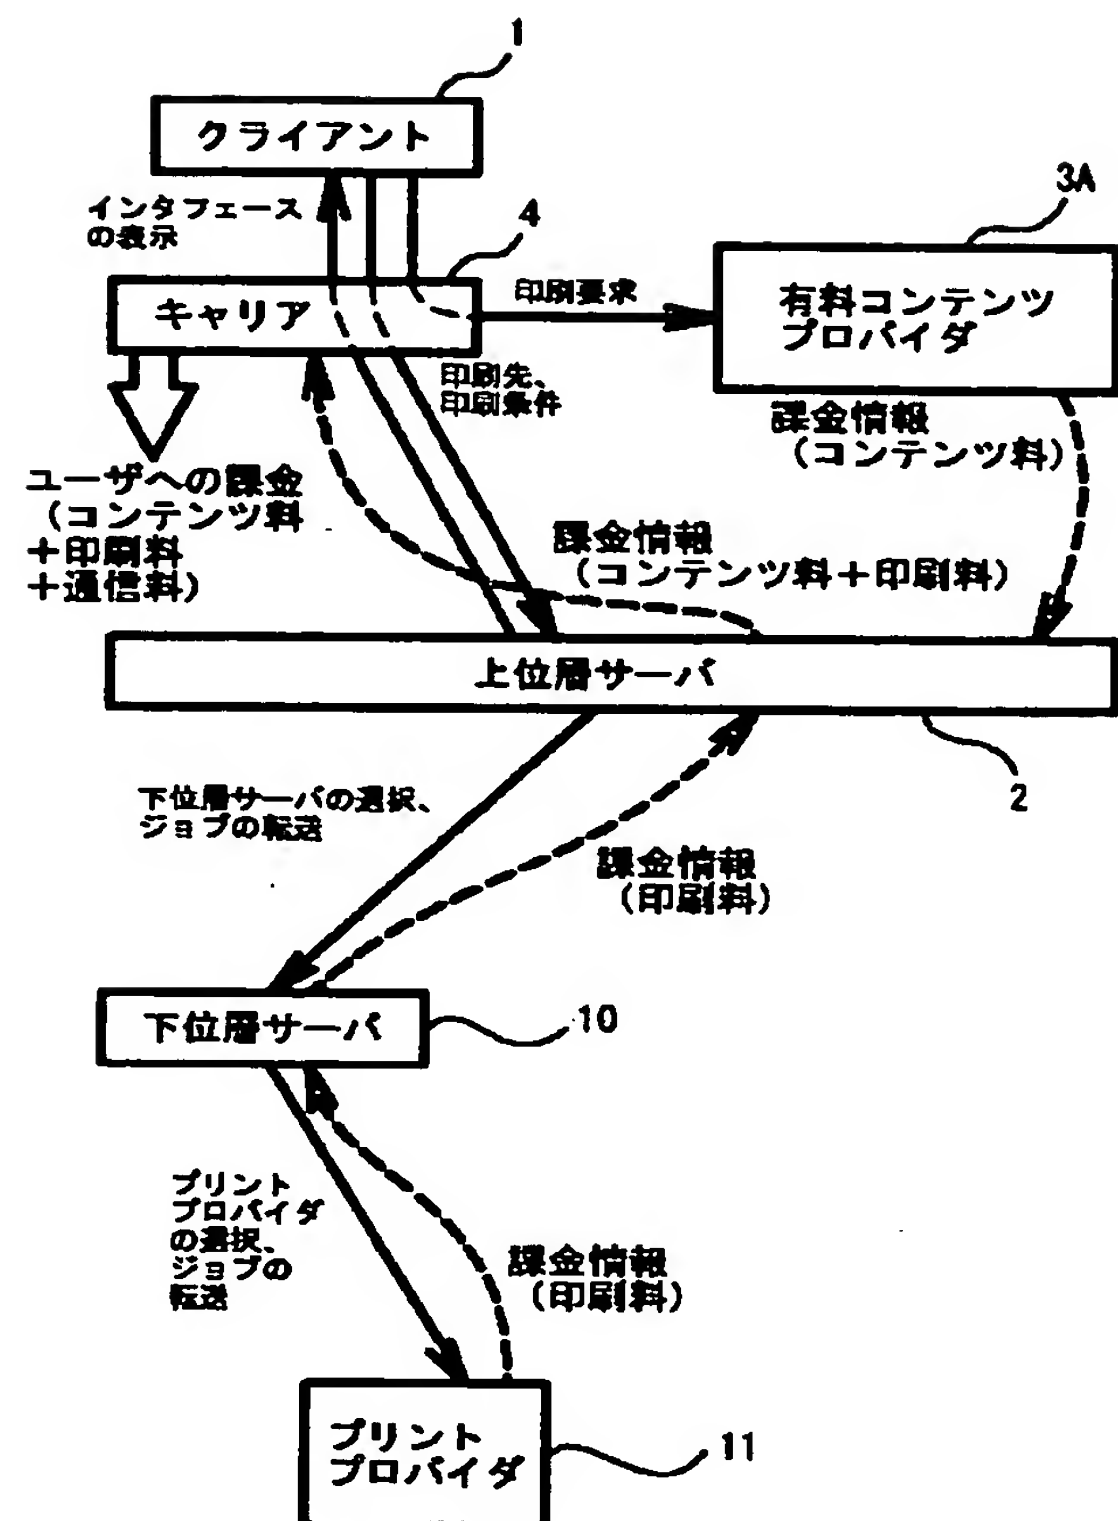 1
クライアント
インタフェース
の表示
4
3A
キャリア
印刷要求
有料コンテンツ
プロバイダ
印刷先、
印刷条件
課金情報
（コンテンツ料）
ユーザへの課金
（コンテンツ料
＋印刷料
＋通信料）
課金情報
（コンテンツ料＋印刷料）
上位層サーバ
2
下位層サーバの選択、
ジョブの転送
課金情報
（印刷料）
下位層サーバ
10
プリント
プロバイダ
の選択、
ジョブの
転送
課金情報
（印刷料）
プリント
プロバイダ
11